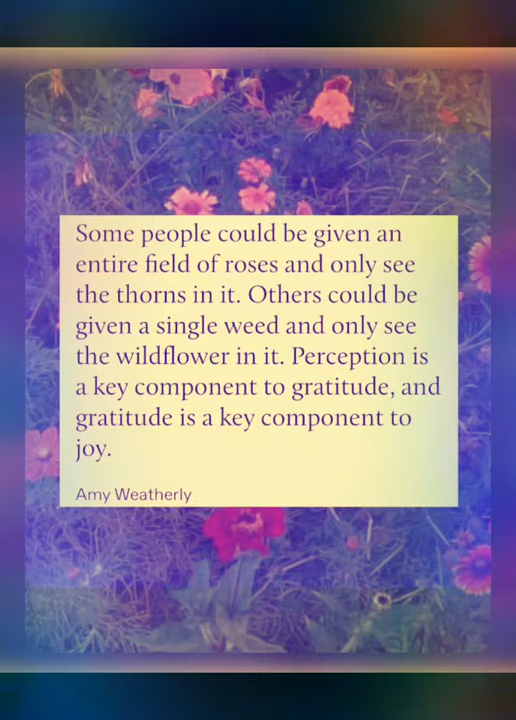 Some people could be given an
entire field of roses and only see
the thorns in it. Others could be
given a single weed and only see
the wildflower in it. Perception is
a key component to gratitude, and
gratitude is a key component to
joy.
Amy Weatherly